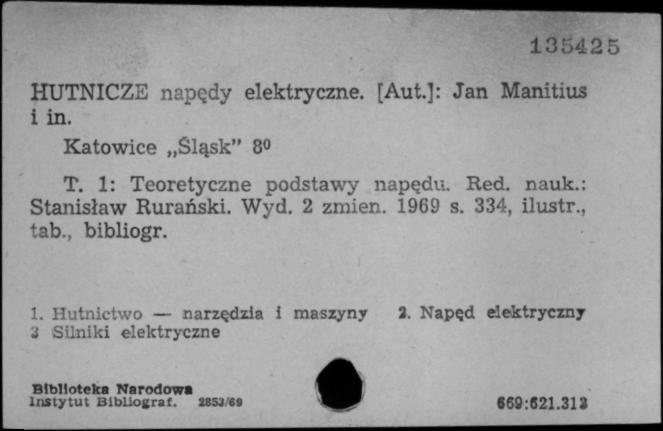 135425
HUTNICZE napędy elektryczne. [Aut.]: Jan Manitius
i in.
Katowice „Śląsk” 8⁰
T. 1: Teoretyczne podstawy napędu. Red. nauk.:
Stanisław Rurański. Wyd. 2 zmien. 1969 s. 334, ilustr.,
tab., bibliogr.
1. Hutnictwo — narzędzia i maszyny 2. Napęd elektryczny
3 Silniki elektryczne
Biblioteka Narodowa
Instytut Bibliograf. 2853/69
669:621.313